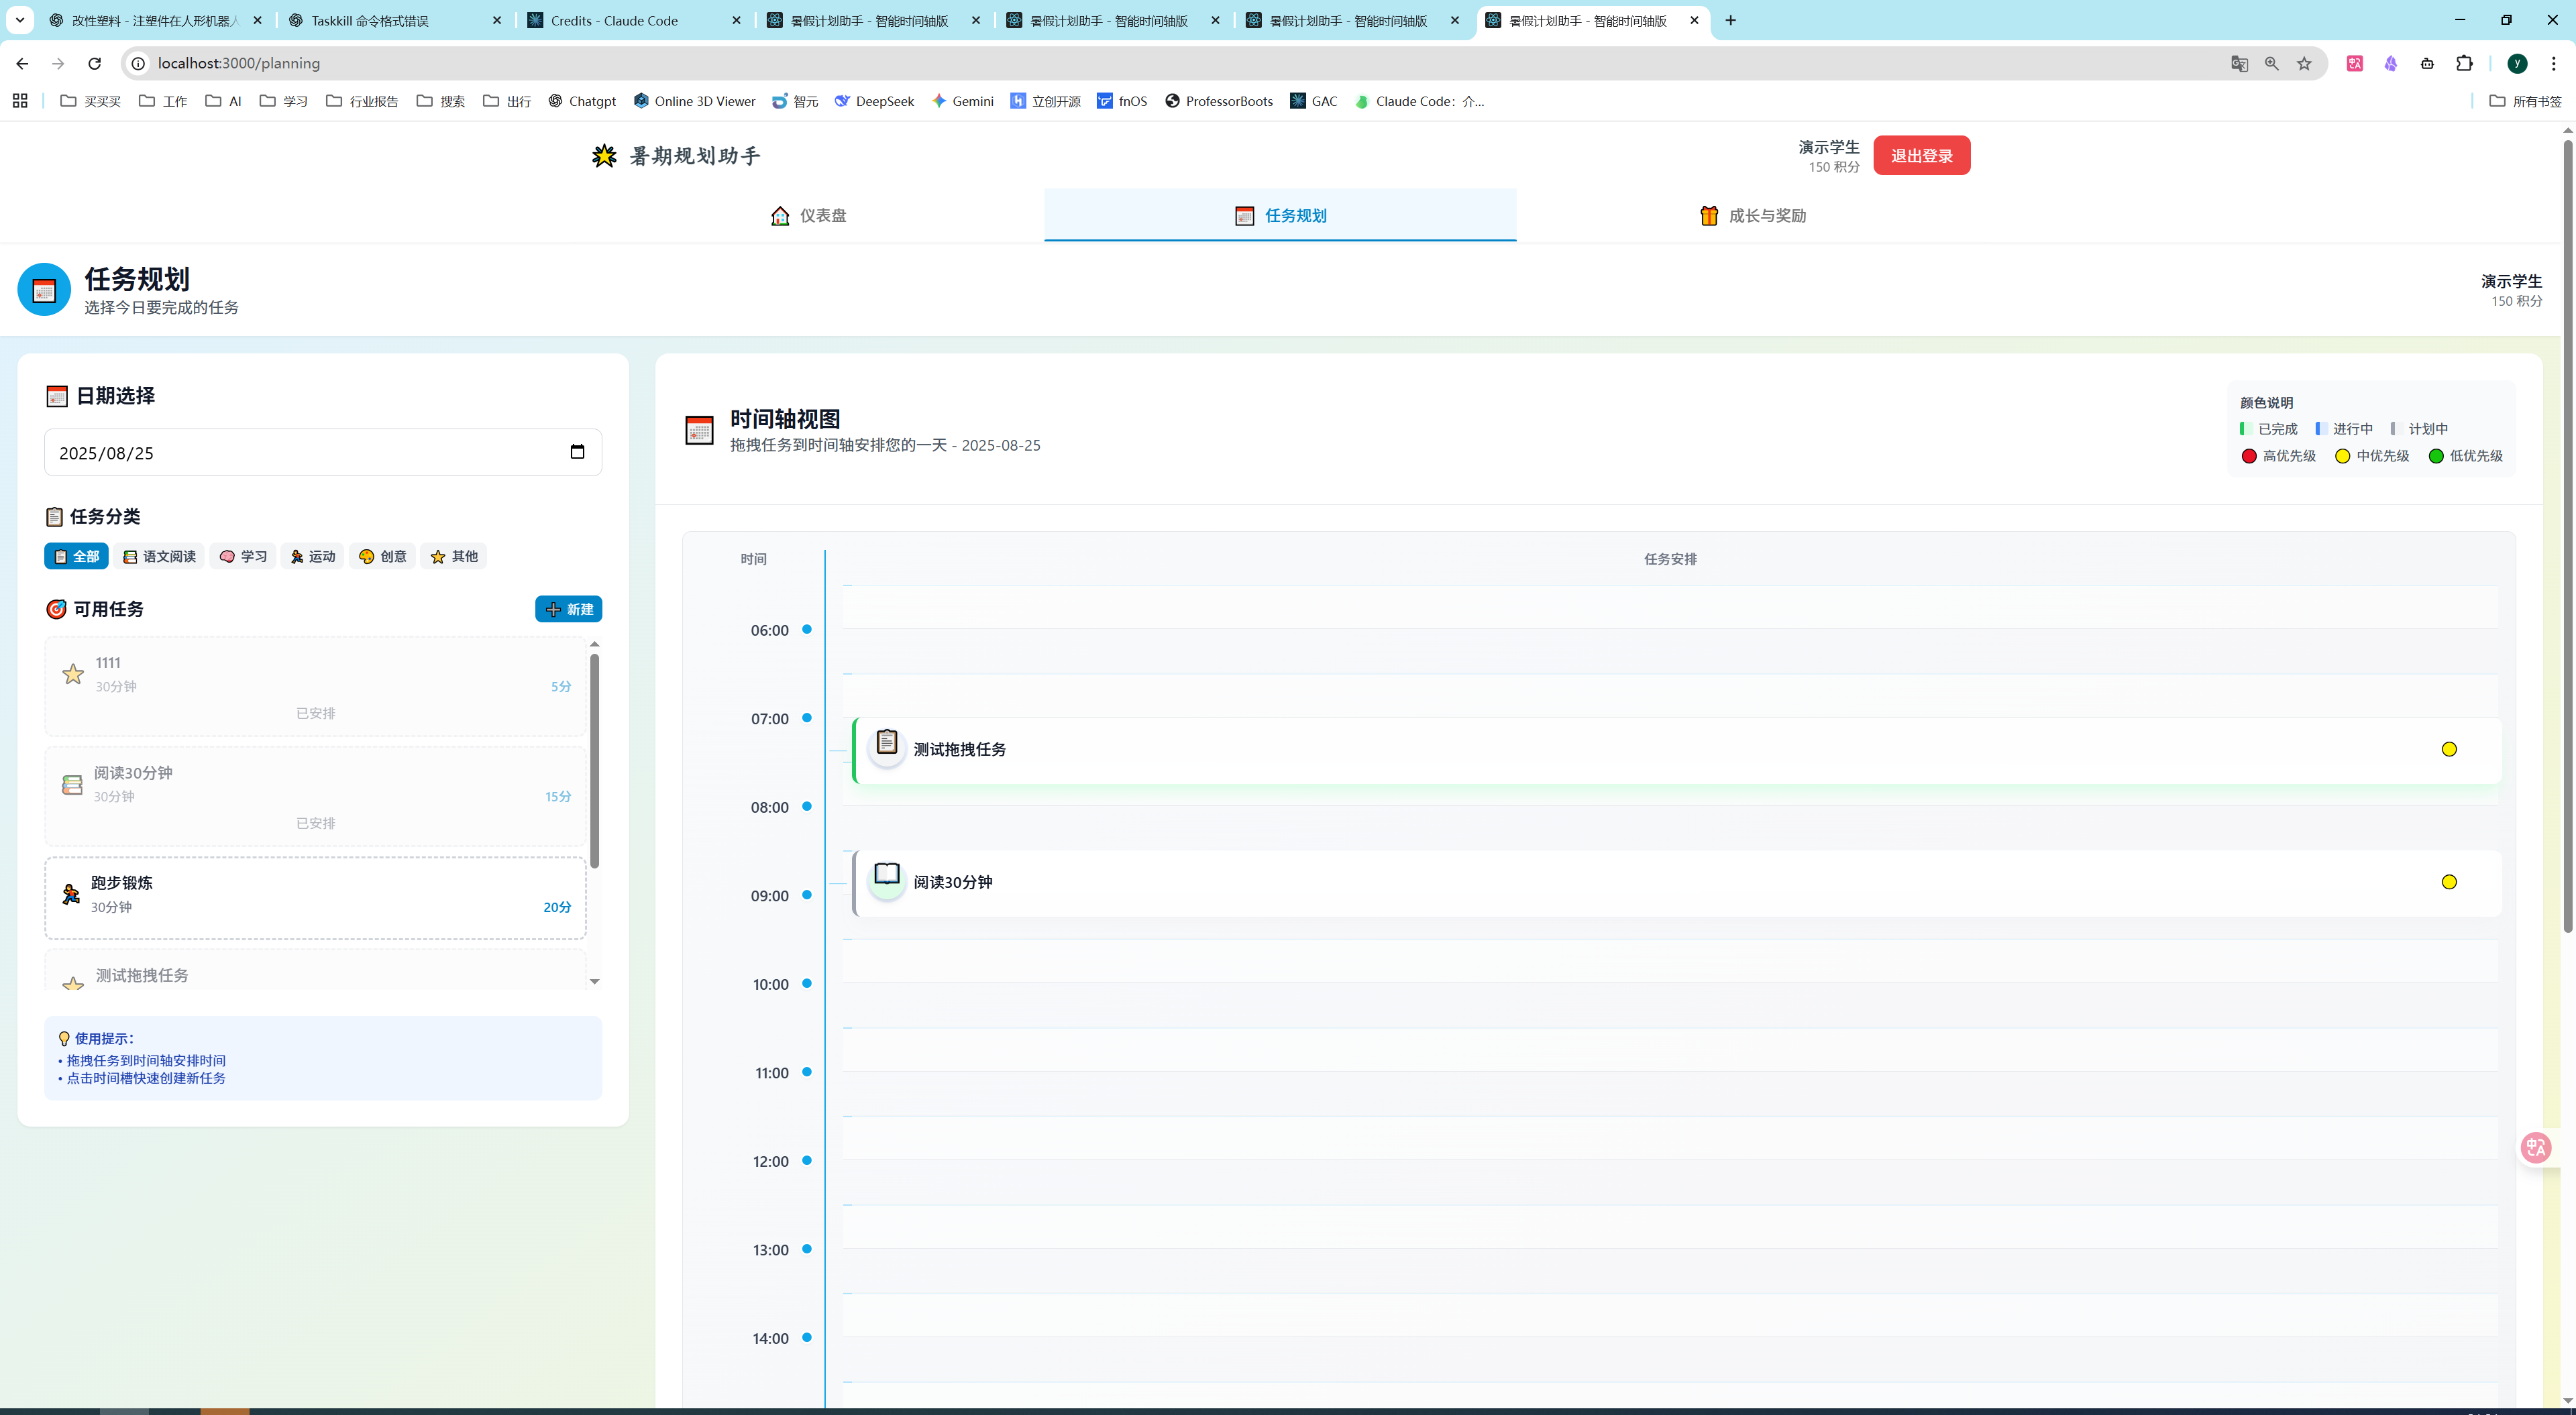 改性塑料 - 注塑件在人形机器人
Taskkill 命令格式错误
Credits - Claude Code
暑假计划助手 - 智能时间轴版
暑假计划助手 - 智能时间轴版
暑假计划助手 - 智能时间轴版
暑假计划助手 - 智能时间轴版
localhost:3000/planning
y
买买买
工作
AI
学习
行业报告
搜索
出行
Chatgpt
Online 3D Viewer
智元
DeepSeek
Gemini
立创开源
fnOS
ProfessorBoots
GAC
Claude Code：介...
所有书签
暑期规划助手
演示学生
150 积分
退出登录
仪表盘
任务规划
成长与奖励
任务规划
选择今日要完成的任务
演示学生
150 积分
日期选择
2025/08/25
任务分类
全部
语文阅读
学习
运动
创意
其他
可用任务
新建
1111
30分钟
5分
已安排
阅读30分钟
30分钟
15分
已安排
跑步锻炼
30分钟
20分
测试拖拽任务
使用提示：
• 拖拽任务到时间轴安排时间
• 点击时间槽快速创建新任务
时间轴视图
拖拽任务到时间轴安排您的一天 - 2025-08-25
颜色说明
已完成 进行中 计划中
高优先级 中优先级 低优先级
时间
任务安排
06:00
07:00
测试拖拽任务
08:00
阅读30分钟
09:00
10:00
11:00
12:00
13:00
14:00